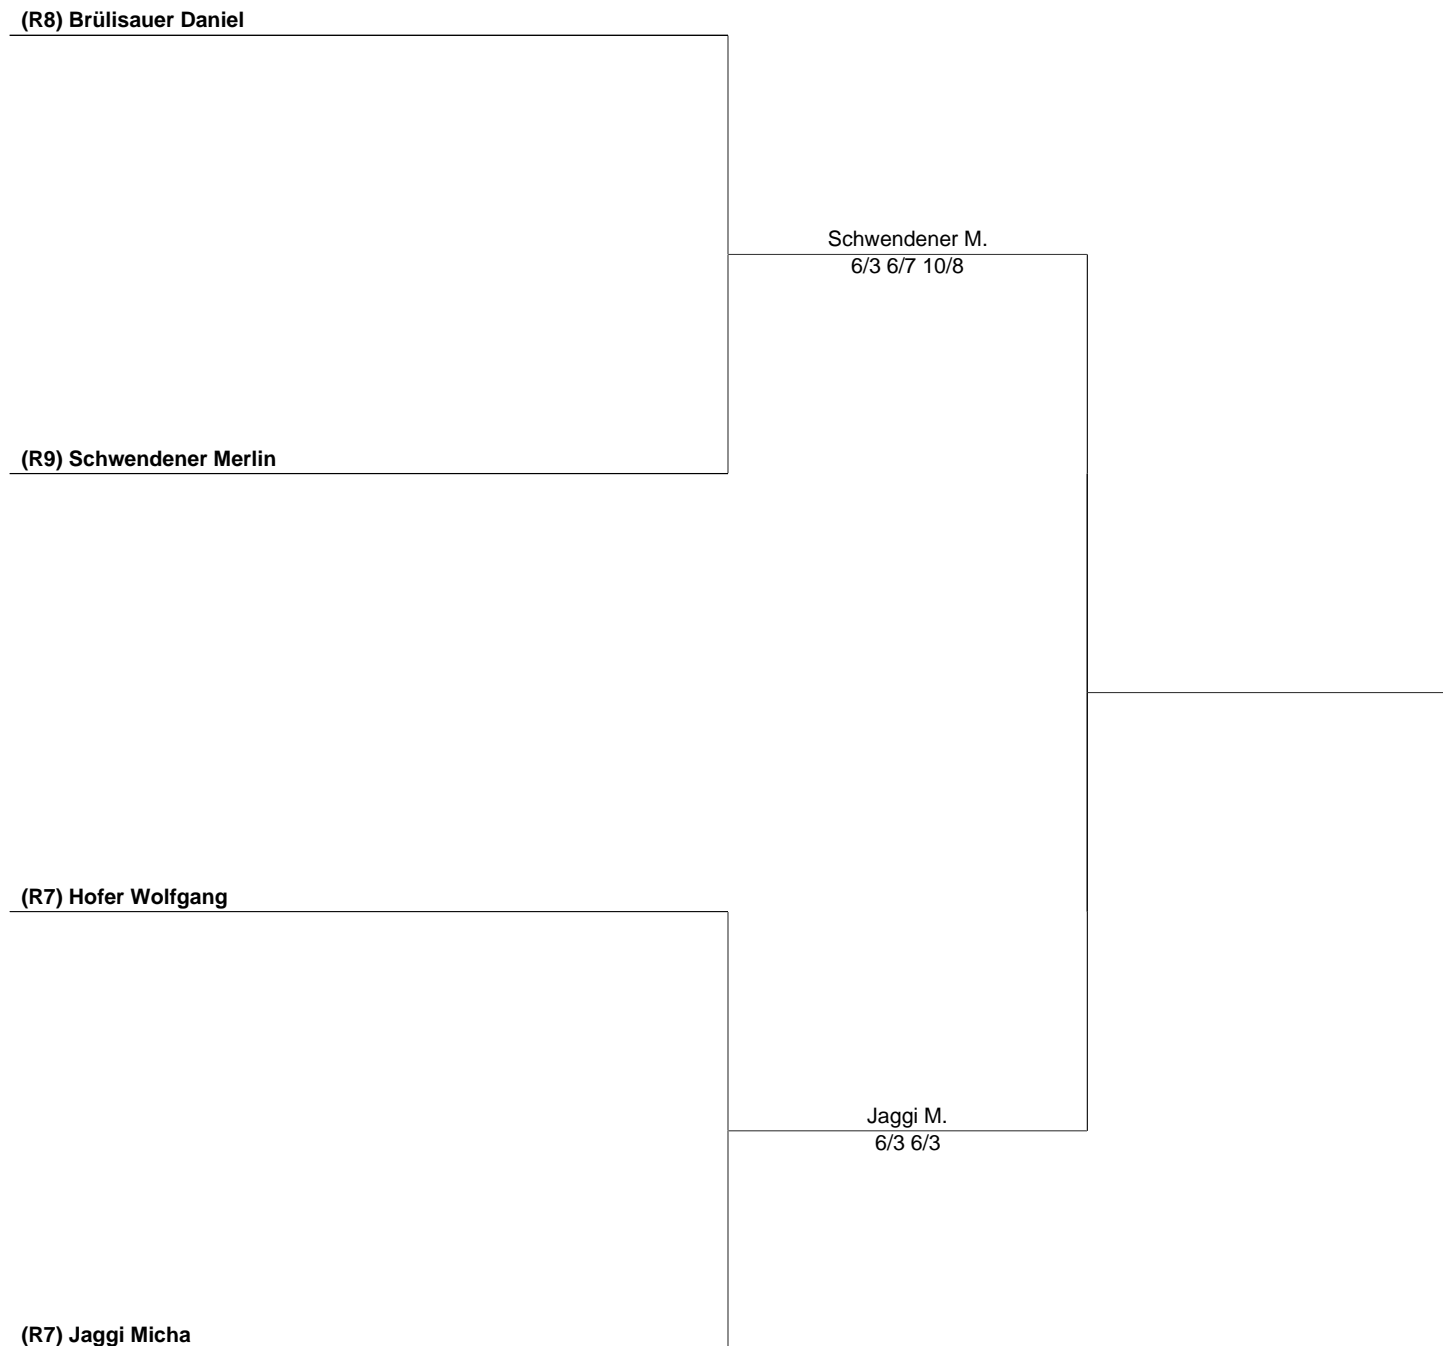 (R8) Brülisauer Daniel
Schwendener M.
6/3 6/7 10/8
(R9) Schwendener Merlin
(R7) Hofer Wolfgang
Jaggi M.
6/3 6/3
(R7) Jaggi Micha